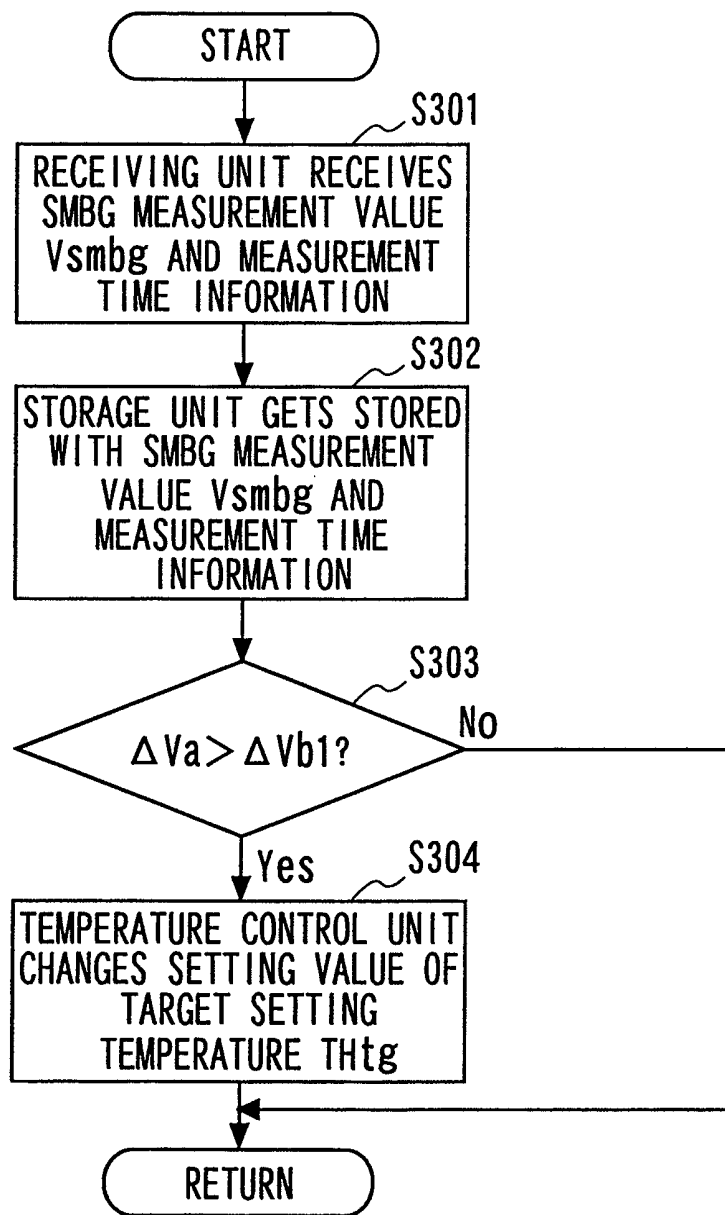 START
S301
RECEIVING UNIT RECEIVES
SMBG MEASUREMENT VALUE
Vsmbg AND MEASUREMENT
TIME INFORMATION
S302
STORAGE UNIT GETS STORED
WITH SMBG MEASUREMENT
VALUE Vsmbg AND
MEASUREMENT TIME
INFORMATION
S303
ΔVa> ΔVb1?
No
Yes
S304
TEMPERATURE CONTROL UNIT
CHANGES SETTING VALUE OF
TARGET SETTING
TEMPERATURE THtg
RETURN